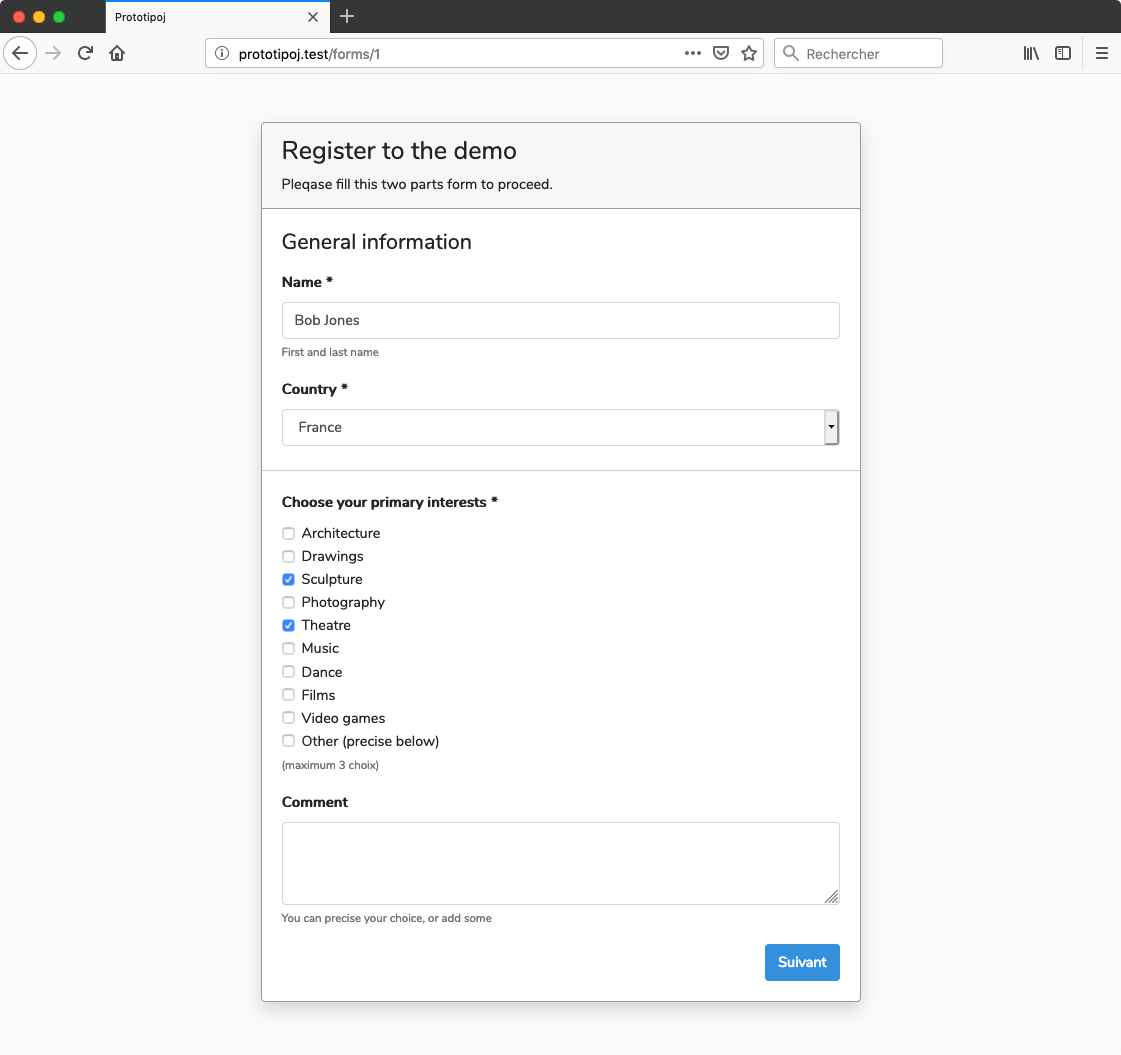 Prototipoj
prototipoj.test/forms/1
Rechercher
Register to the demo
Pleqase fill this two parts form to proceed.
General information
Name *
Bob Jones
First and last name
Country *
France
Choose your primary interests *
Architecture
Drawings
Sculpture
Photography
Theatre
Music
Dance
Films
Video games
Other (precise below)
(maximum 3 choix)
Comment
You can precise your choice, or add some
Suivant